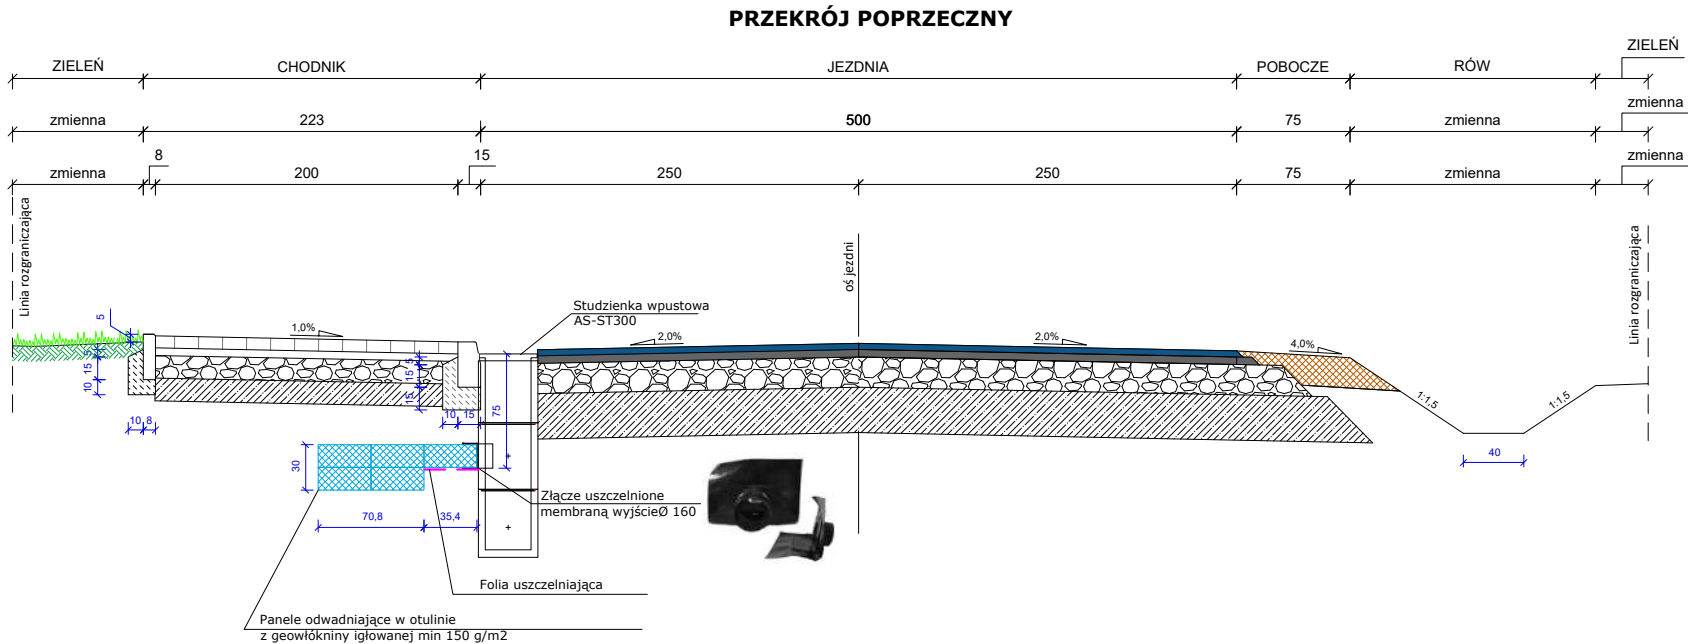 PRZEKRÓJ POPRZECZNY
ZIELEŃ
CHODNIK
JEZDNIA
POBOCZE
RÓW
ZIELEŃ
zmienna
223
500
75
zmienna
zmienna
zmienna
8
200
15
250
250
75
zmienna
zmienna
Linia rozgraniczająca
oś jezdni
Linia rozgraniczająca
Studzienka wpustowa
AS-ST300
5
1,0%
2,0%
2,0%
4,0%
5
15
10
5
15
15
10
8
10
15
75
1:1,5
1:1,5
40
30
70,8
35,4
Złącze uszczelnione
membraną wyjścieØ 160
Folia uszczelniająca
Panele odwadniające w otulinie
z geowłókniny igłowanej min 150 g/m2